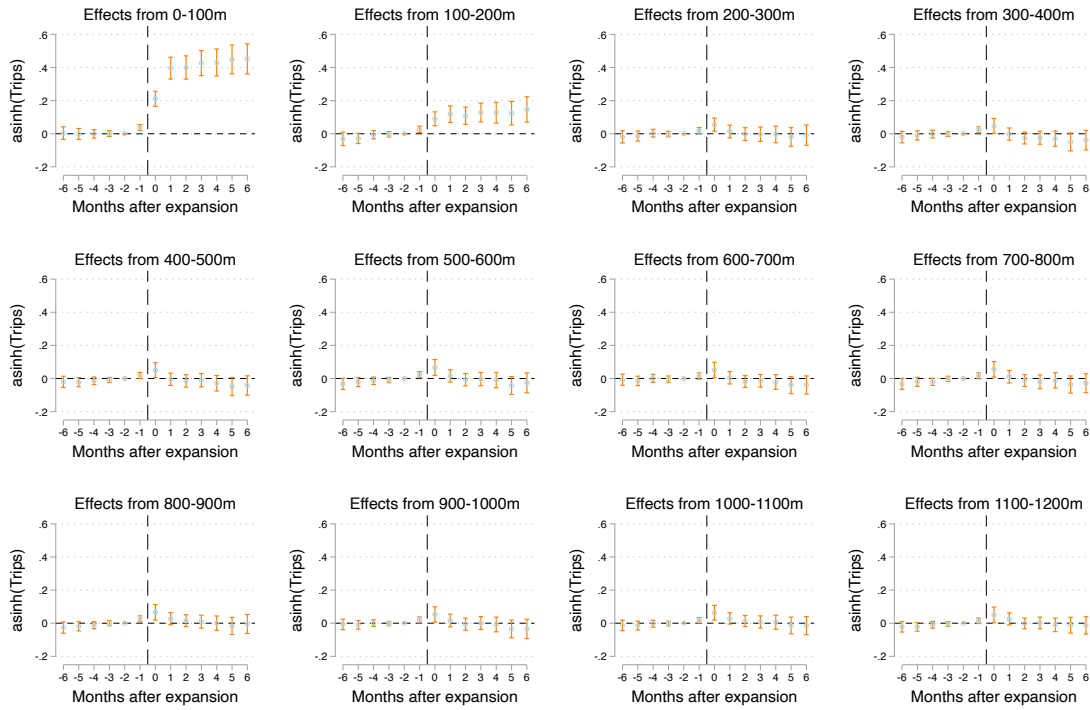 Effects from 0-100m
asinh(Trips)
.6
.4
.2
0
-.2
-6 -5 -4 -3 -2 -1 0 1 2 3 4 5 6
Months after expansion
Effects from 100-200m
asinh(Trips)
.6
.4
.2
0
-.2
-6 -5 -4 -3 -2 -1 0 1 2 3 4 5 6
Months after expansion
Effects from 200-300m
asinh(Trips)
.6
.4
.2
0
-.2
-6 -5 -4 -3 -2 -1 0 1 2 3 4 5 6
Months after expansion
Effects from 300-400m
asinh(Trips)
.6
.4
.2
0
-.2
-6 -5 -4 -3 -2 -1 0 1 2 3 4 5 6
Months after expansion
Effects from 400-500m
asinh(Trips)
.6
.4
.2
0
-.2
-6 -5 -4 -3 -2 -1 0 1 2 3 4 5 6
Months after expansion
Effects from 500-600m
asinh(Trips)
.6
.4
.2
0
-.2
-6 -5 -4 -3 -2 -1 0 1 2 3 4 5 6
Months after expansion
Effects from 600-700m
asinh(Trips)
.6
.4
.2
0
-.2
-6 -5 -4 -3 -2 -1 0 1 2 3 4 5 6
Months after expansion
Effects from 700-800m
asinh(Trips)
.6
.4
.2
0
-.2
-6 -5 -4 -3 -2 -1 0 1 2 3 4 5 6
Months after expansion
Effects from 800-900m
asinh(Trips)
.6
.4
.2
0
-.2
-6 -5 -4 -3 -2 -1 0 1 2 3 4 5 6
Months after expansion
Effects from 900-1000m
asinh(Trips)
.6
.4
.2
0
-.2
-6 -5 -4 -3 -2 -1 0 1 2 3 4 5 6
Months after expansion
Effects from 1000-1100m
asinh(Trips)
.6
.4
.2
0
-.2
-6 -5 -4 -3 -2 -1 0 1 2 3 4 5 6
Months after expansion
Effects from 1100-1200m
asinh(Trips)
.6
.4
.2
0
-.2
-6 -5 -4 -3 -2 -1 0 1 2 3 4 5 6
Months after expansion